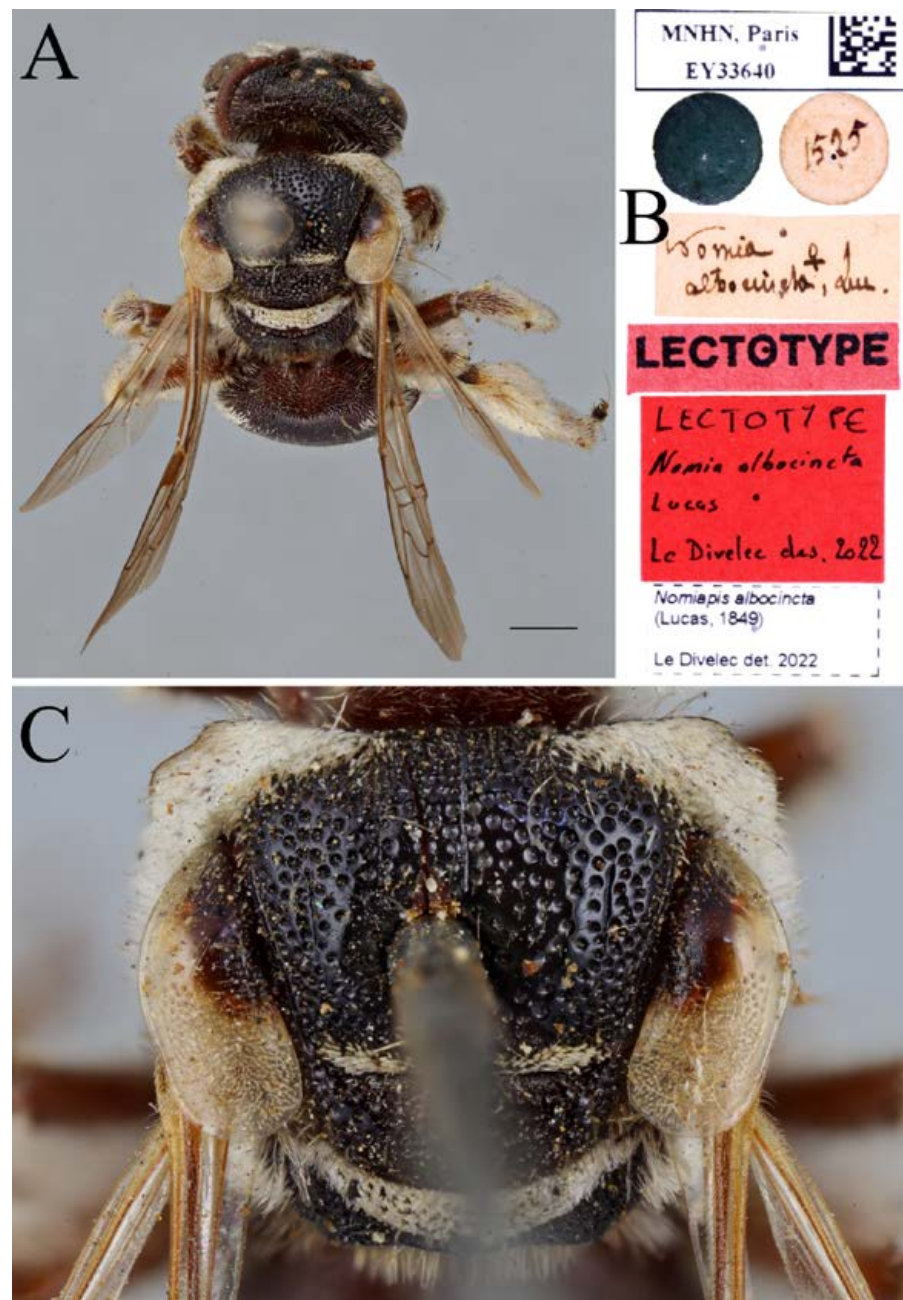 A
MNHN, Paris
EY33640
1525
B
Nomia ♀
albocincta, Luc.
LECTOTYPE
LECTOTYPE
Nomia albocincta
Lucas
Le Divelec des. 2022
Nomiapis albocincta
(Lucas, 1849)
Le Divelec det. 2022
C